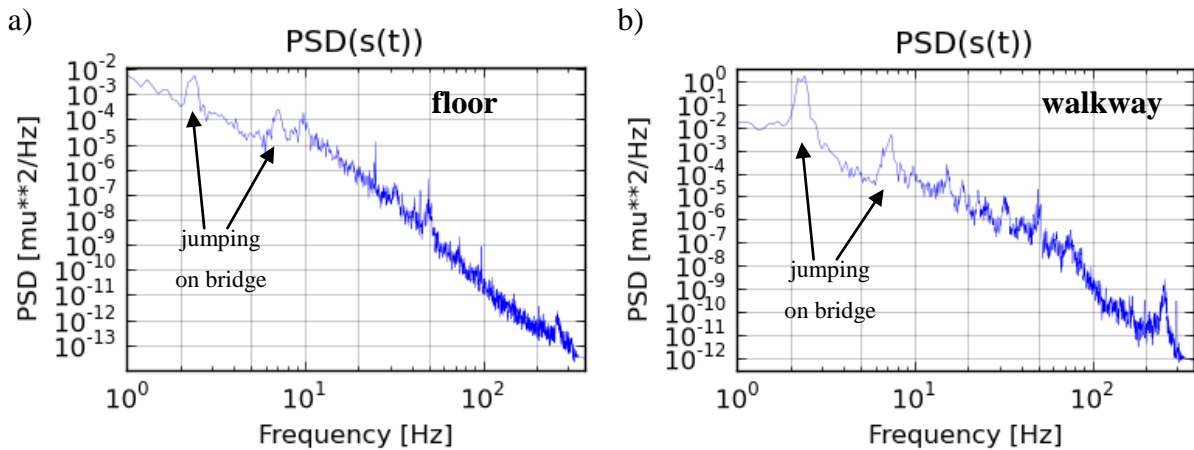 a)
PSD(s(t))
floor
jumping
on bridge
PSD [mu**2/Hz]
10^-2
10^-3
10^-4
10^-5
10^-6
10^-7
10^-8
10^-9
10^-10
10^-11
10^-12
10^-13
10^0
10^1
10^2
Frequency [Hz]
b)
PSD(s(t))
walkway
jumping
on bridge
PSD [mu**2/Hz]
10^0
10^-1
10^-2
10^-3
10^-4
10^-5
10^-6
10^-7
10^-8
10^-9
10^-10
10^-11
10^-12
10^0
10^1
10^2
Frequency [Hz]